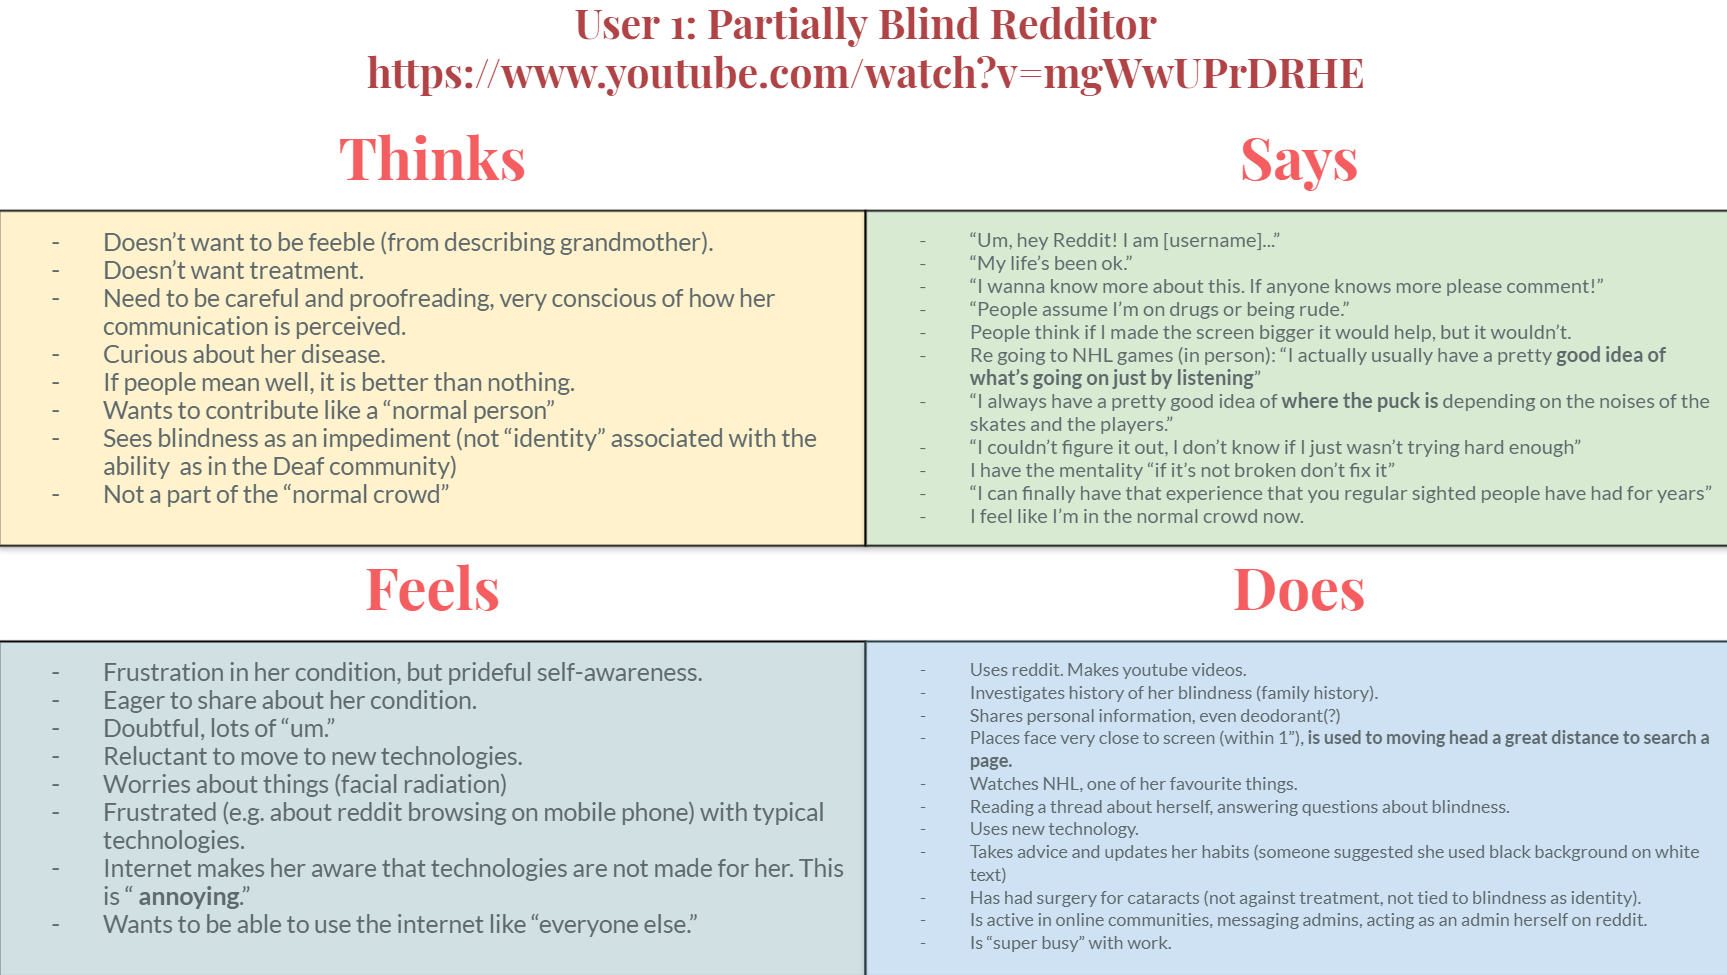 User 1: Partially Blind Redditor
https://www.youtube.com/watch?v=mgWwUPrDRHE
Thinks
- Doesn’t want to be feeble (from describing grandmother).
- Doesn’t want treatment.
- Need to be careful and proofreading, very conscious of how her
communication is perceived.
- Curious about her disease.
- If people mean well, it is better than nothing.
- Wants to contribute like a “normal person”
- Sees blindness as an impediment (not “identity” associated with the
ability as in the Deaf community)
- Not a part of the “normal crowd”
Says
- “Um, hey Reddit! I am [username]...”
- “My life’s been ok.”
- “I wanna know more about this. If anyone knows more please comment!”
- “People assume I’m on drugs or being rude.”
- People think if I made the screen bigger it would help, but it wouldn’t.
- Re going to NHL games (in person): “I actually usually have a pretty good idea of
what’s going on just by listening”
- “I always have a pretty good idea of where the puck is depending on the noises of the
skates and the players.”
- “I couldn’t figure it out, I don’t know if I just wasn’t trying hard enough”
- I have the mentality “if it’s not broken don’t fix it”
- “I can finally have that experience that you regular sighted people have had for years”
- I feel like I’m in the normal crowd now.
Feels
- Frustration in her condition, but prideful self-awareness.
- Eager to share about her condition.
- Doubtful, lots of “um.”
- Reluctant to move to new technologies.
- Worries about things (facial radiation)
- Frustrated (e.g. about reddit browsing on mobile phone) with typical
technologies.
- Internet makes her aware that technologies are not made for her. This
is “ annoying.”
- Wants to be able to use the internet like “everyone else.”
Does
- Uses reddit. Makes youtube videos.
- Investigates history of her blindness (family history).
- Shares personal information, even deodorant(?)
- Places face very close to screen (within 1”), is used to moving head a great distance to search a
page.
- Watches NHL, one of her favourite things.
- Reading a thread about herself, answering questions about blindness.
- Uses new technology.
- Takes advice and updates her habits (someone suggested she used black background on white
text)
- Has had surgery for cataracts (not against treatment, not tied to blindness as identity).
- Is active in online communities, messaging admins, acting as an admin herself on reddit.
- Is “super busy” with work.